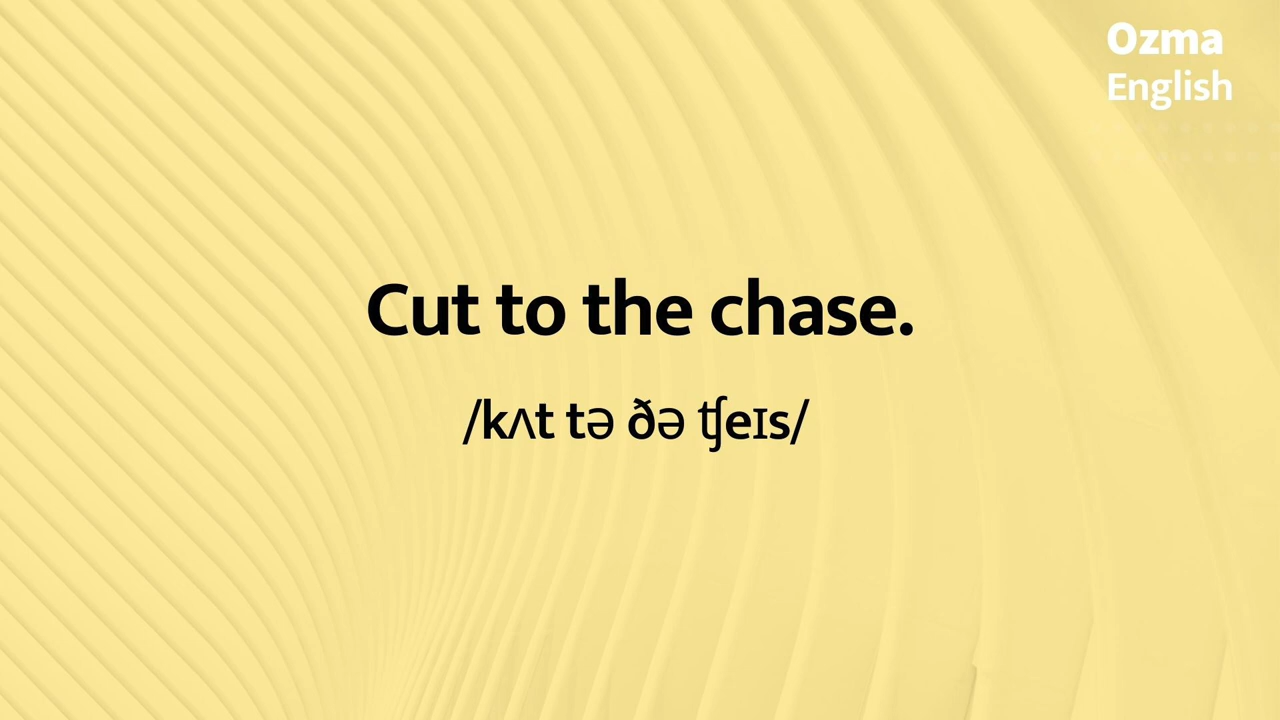 Ozma
English
Cut to the chase.
/kʌt tə ðə ʧeɪs/